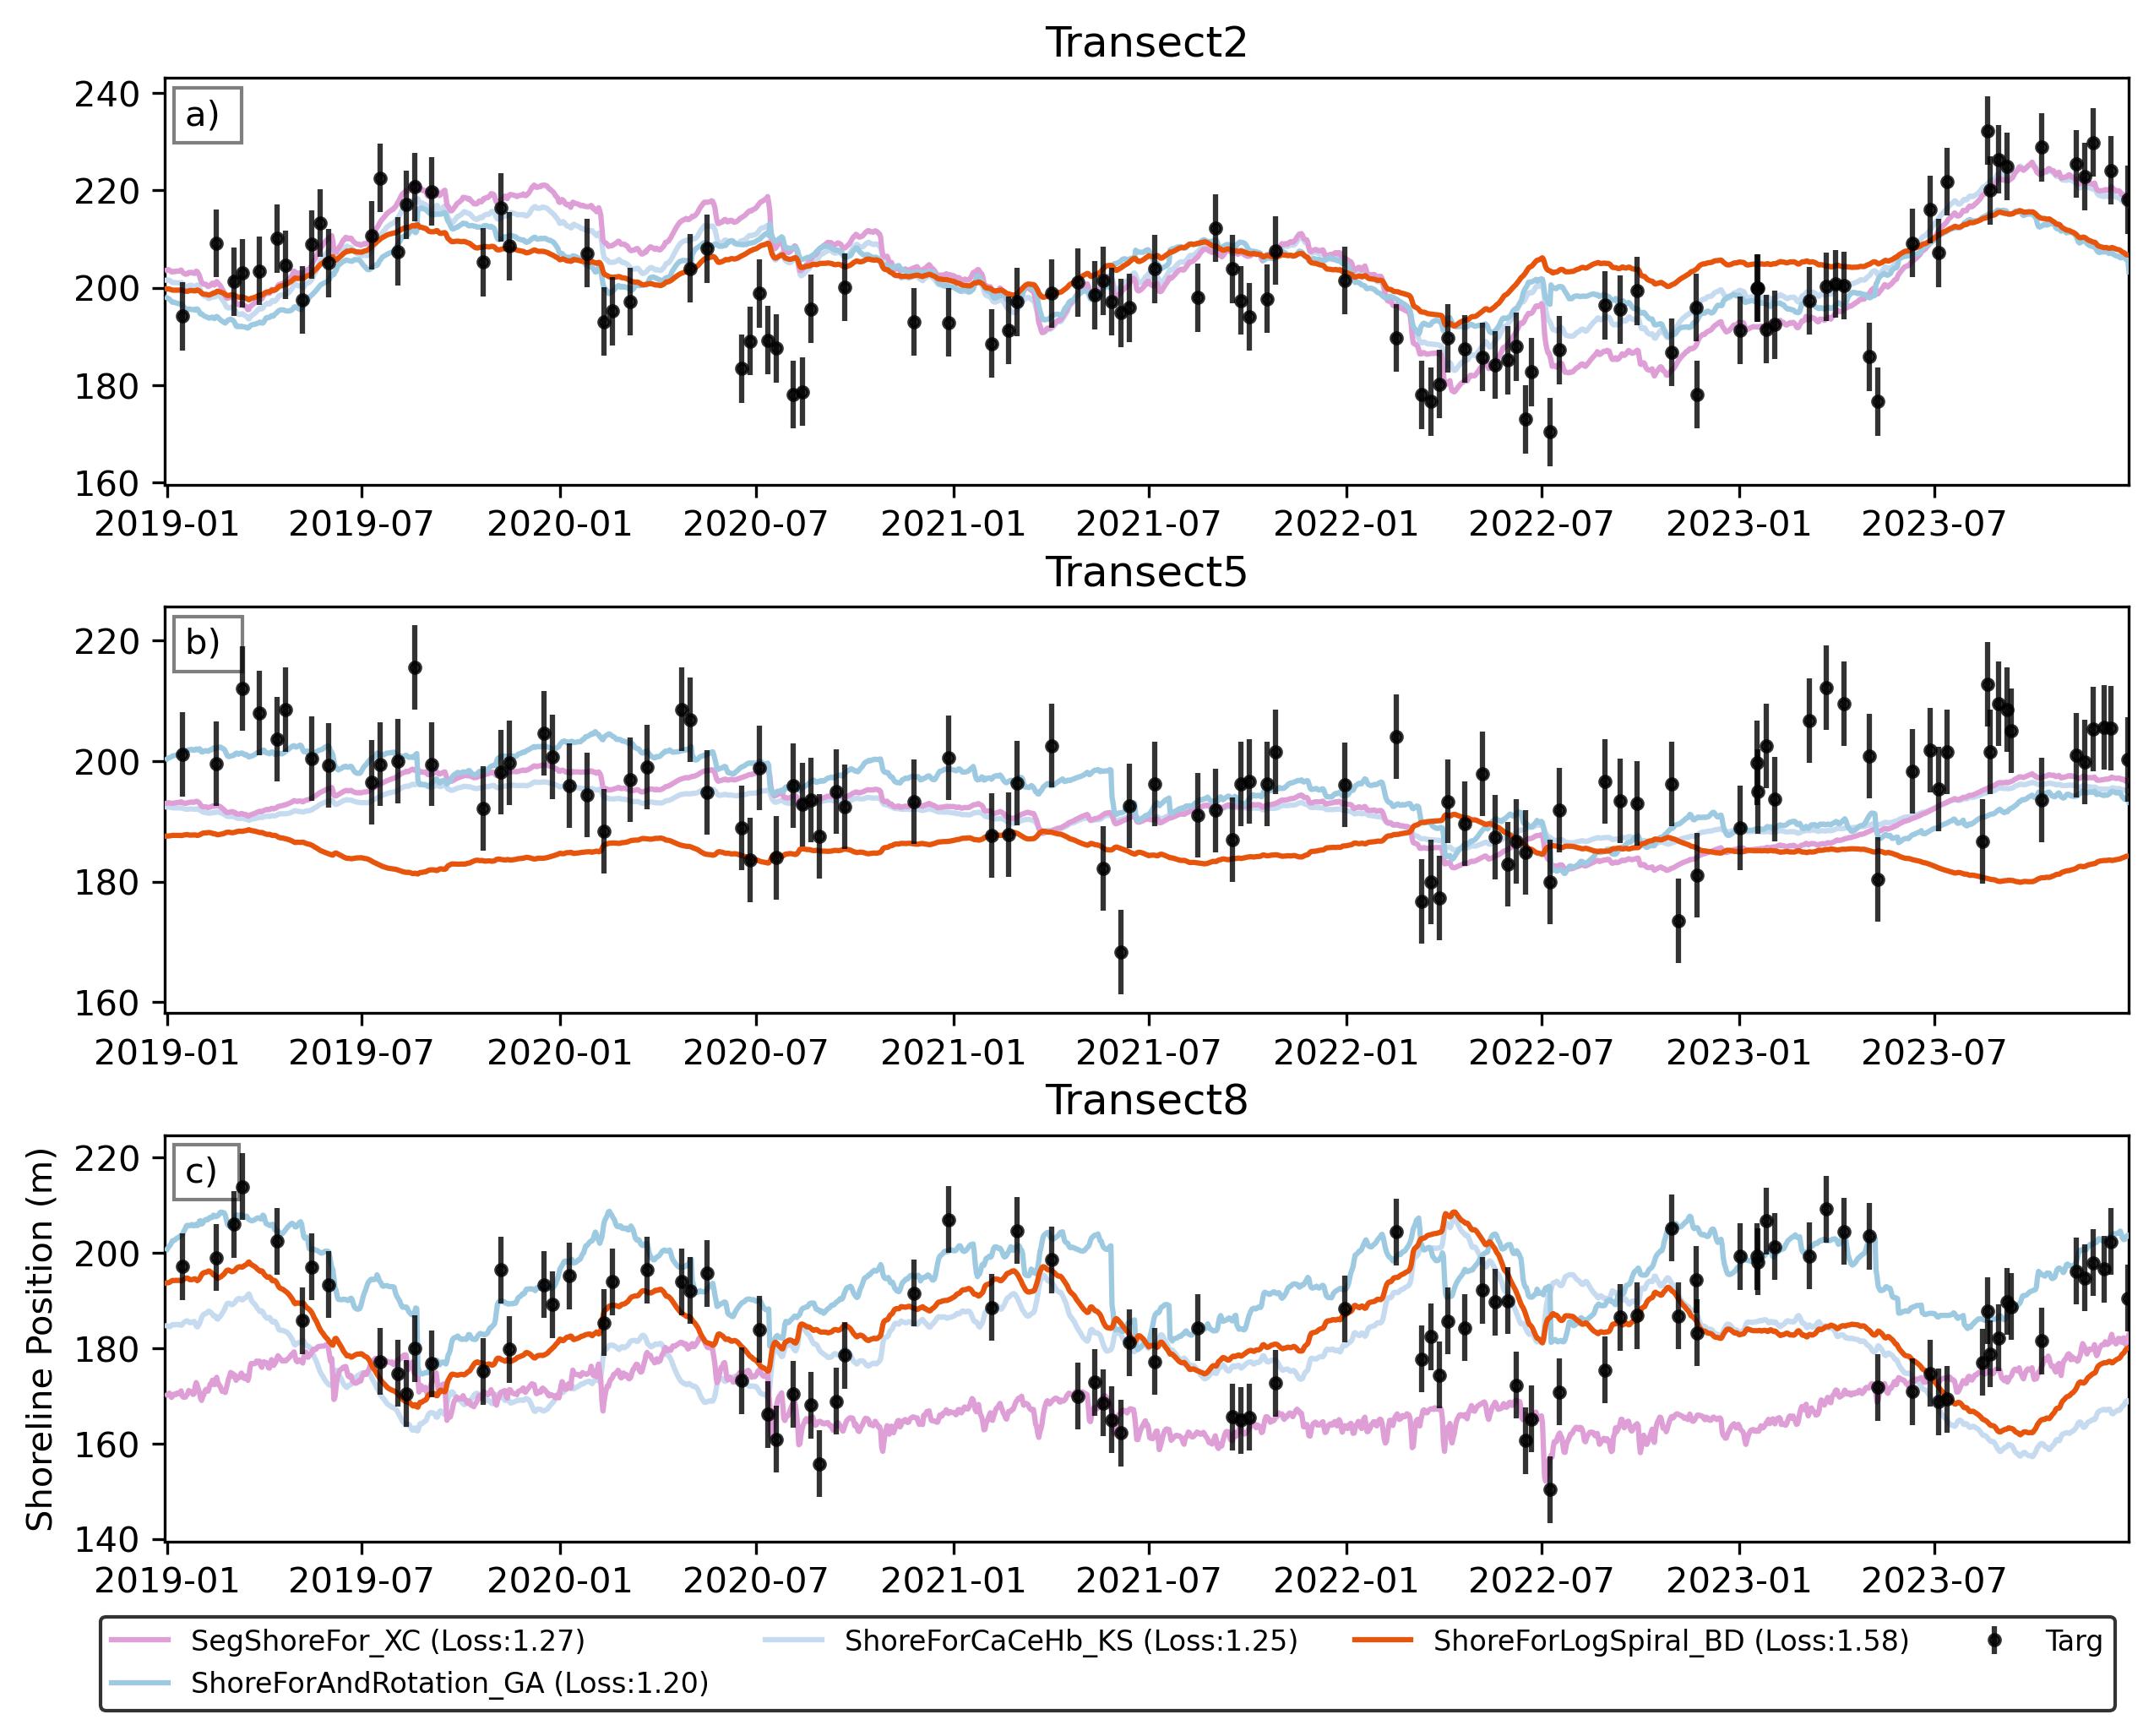 Transect2
a)
240
220
200
180
160
2019-01 2019-07 2020-01 2020-07 2021-01 2021-07 2022-01 2022-07 2023-01 2023-07
Transect5
b)
220
200
180
160
2019-01 2019-07 2020-01 2020-07 2021-01 2021-07 2022-01 2022-07 2023-01 2023-07
Transect8
c)
Shoreline Position (m)
220
200
180
160
140
2019-01 2019-07 2020-01 2020-07 2021-01 2021-07 2022-01 2022-07 2023-01 2023-07
SegShoreFor_XC (Loss:1.27) ShoreForCaCeHb_KS (Loss:1.25) ShoreForLogSpiral_BD (Loss:1.58) Targ
ShoreForAndRotation_GA (Loss:1.20)